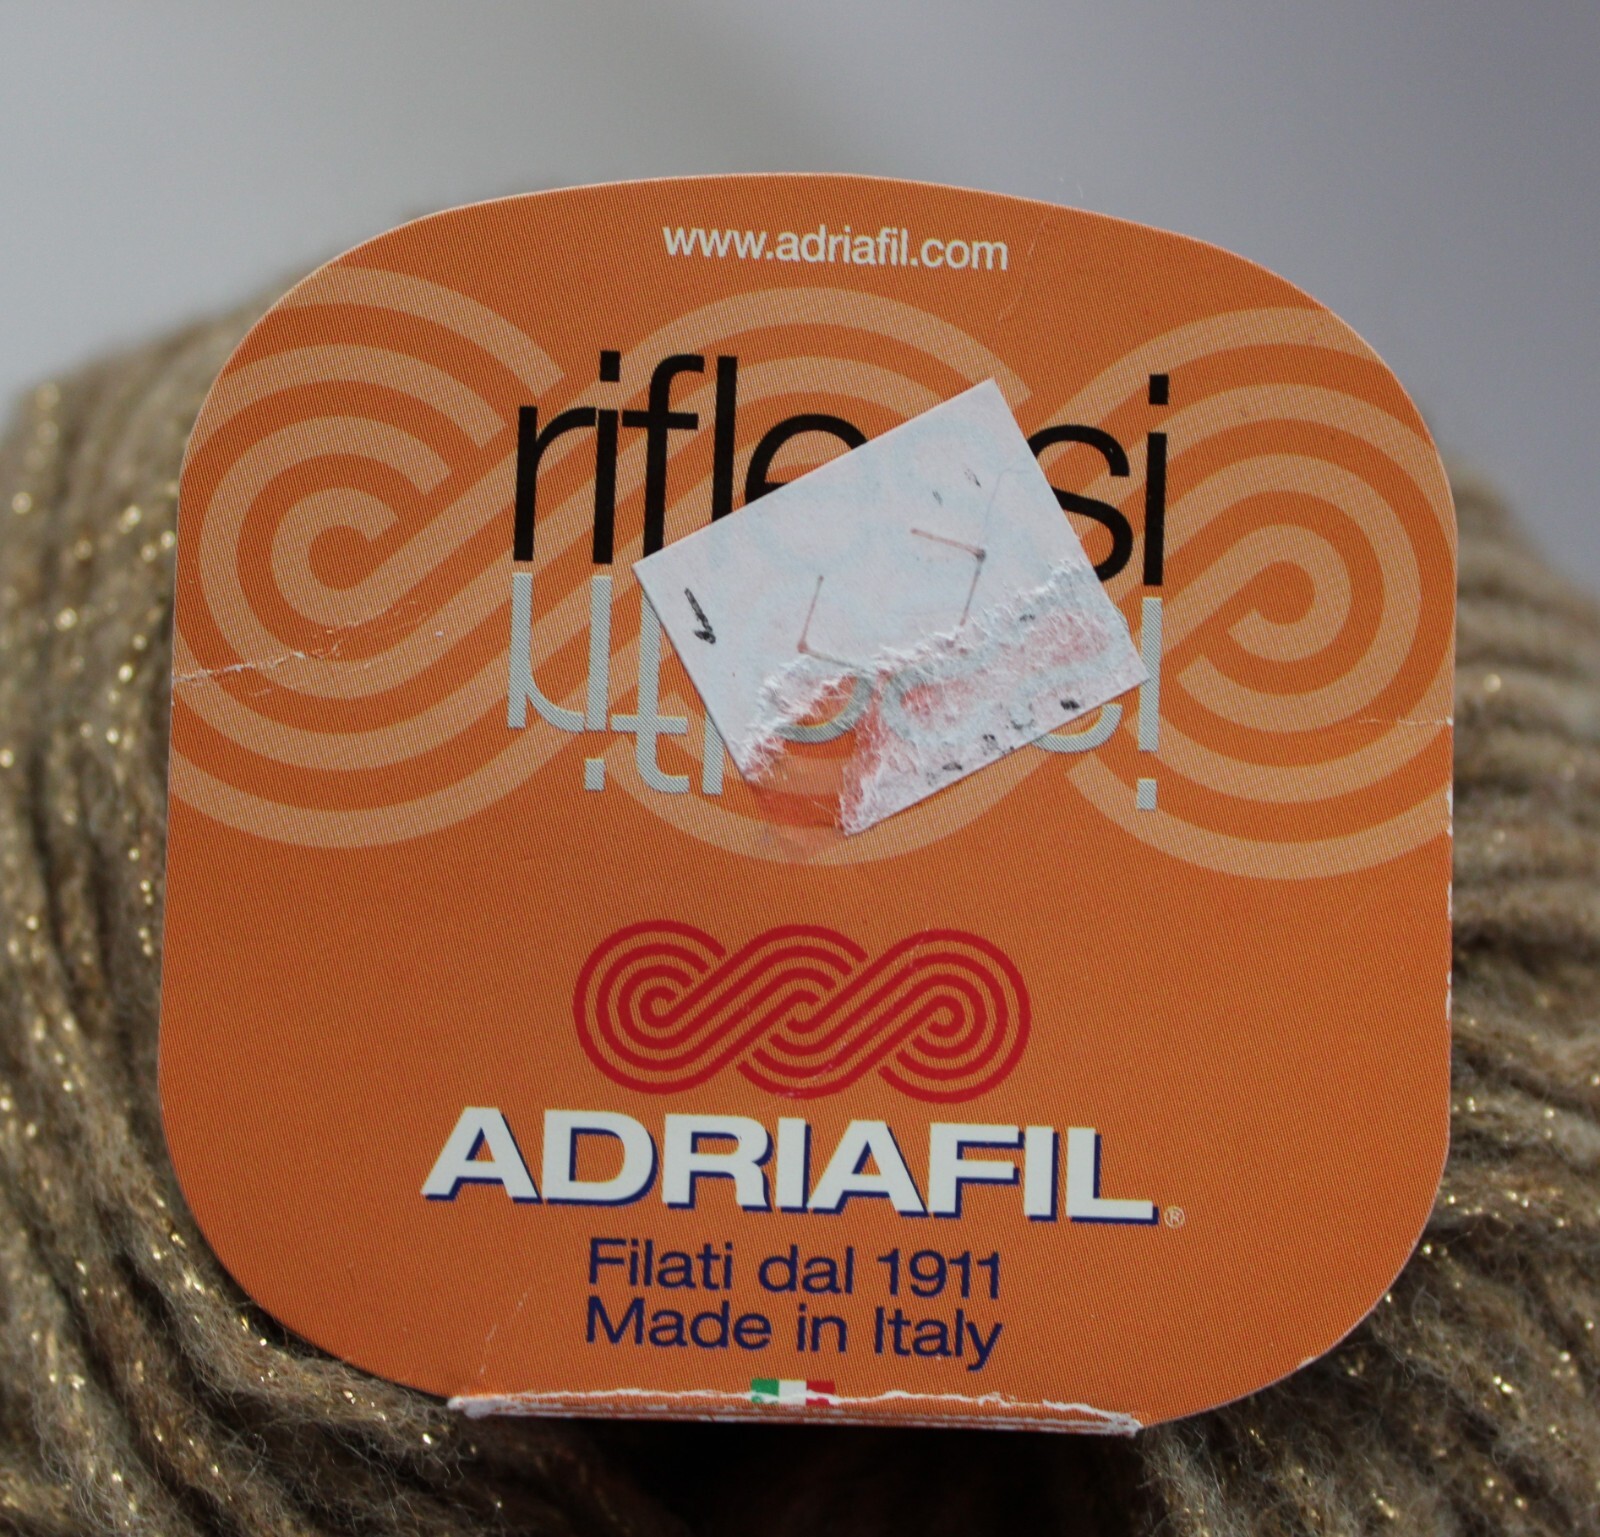 www.adriafil.com
ADRIAFIL®
Filati dal 1911
Made in Italy